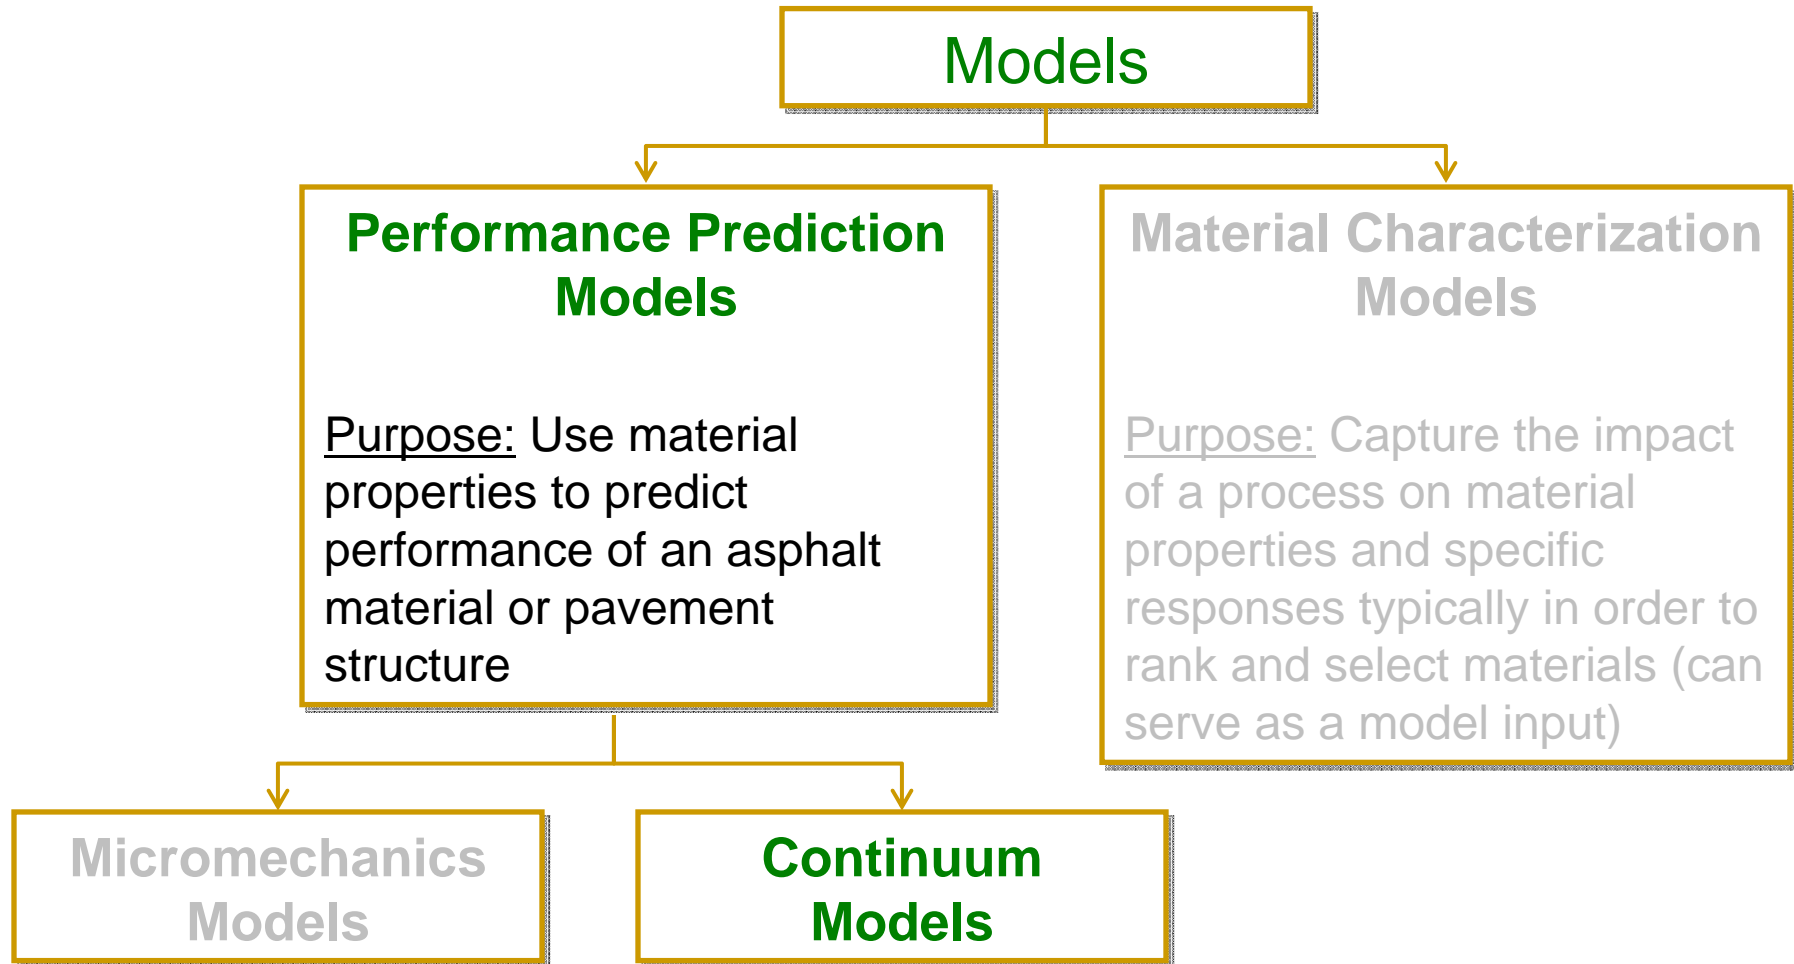 Models
Performance Prediction
Models
Purpose: Use material
properties to predict
performance of an asphalt
material or pavement
structure
Material Characterization
Models
Purpose: Capture the impact
of a process on material
properties and specific
responses typically in order to
rank and select materials (can
serve as a model input)
Micromechanics
Models
Continuum
Models